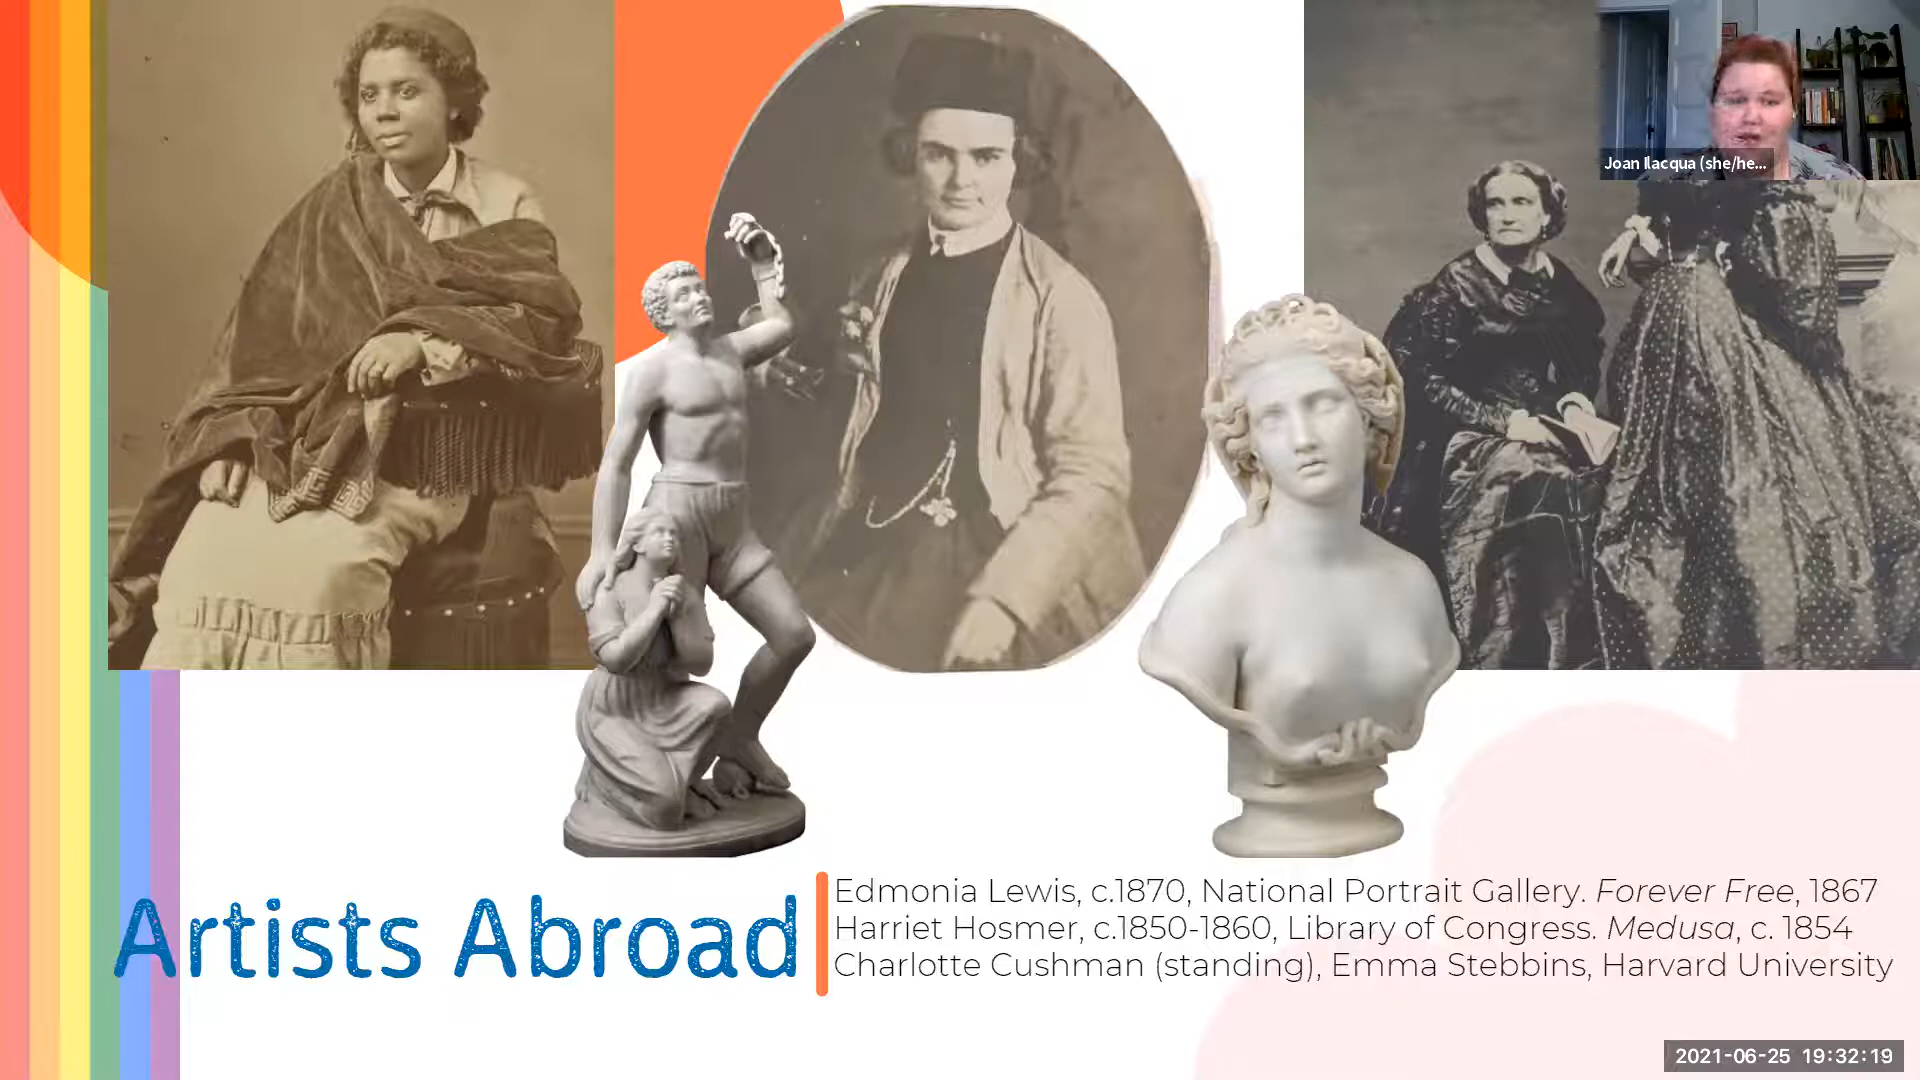 Joan Ilacqua (she/he...
Artists Abroad
Edmonia Lewis, c.1870, National Portrait Gallery. Forever Free, 1867
Harriet Hosmer, c.1850-1860, Library of Congress. Medusa, c. 1854
Charlotte Cushman (standing), Emma Stebbins, Harvard University
2021-06-25 19:32:19